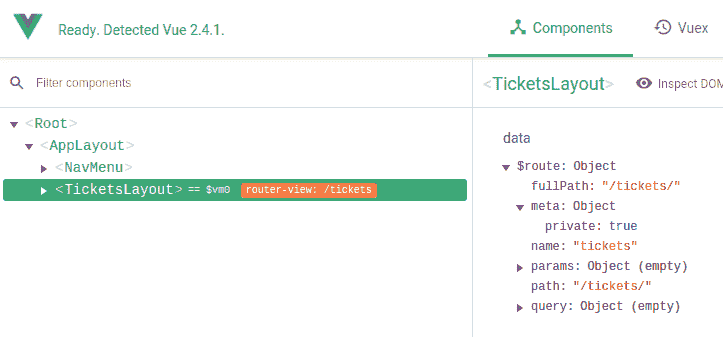 Ready. Detected Vue 2.4.1.
Components
Vuex
Filter components
<TicketsLayout>
Inspect DOM
<Root>
<AppLayout>
<NavMenu>
<TicketsLayout> == $vm0 router-view: /tickets
data
$route: Object
fullPath: "/tickets/"
meta: Object
private: true
name: "tickets"
params: Object (empty)
path: "/tickets/"
query: Object (empty)